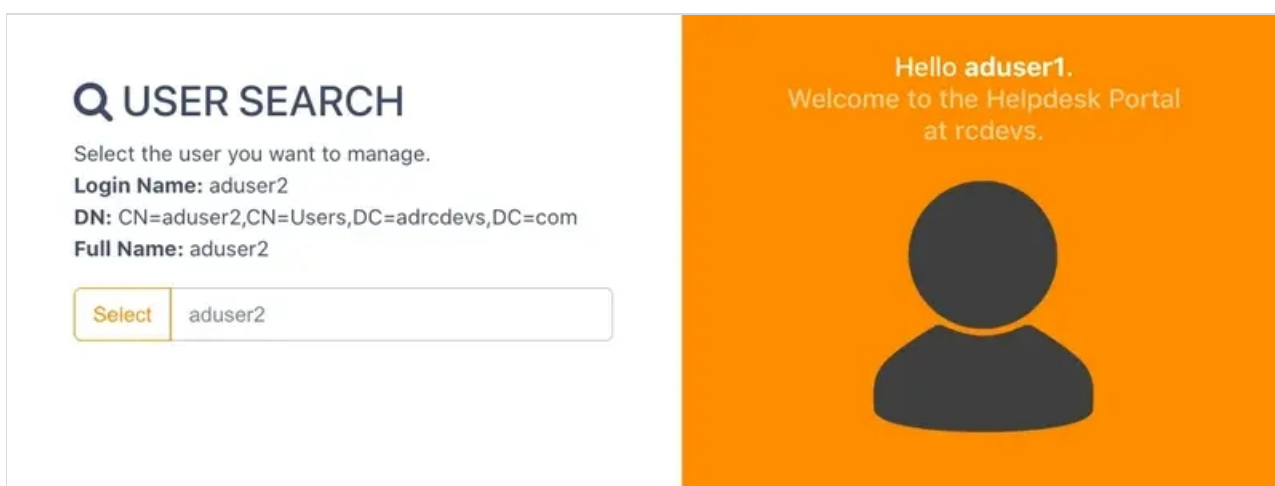 USER SEARCH
Select the user you want to manage.
Login Name: aduser2
DN: CN=aduser2,CN=Users,DC=adrcdevs,DC=com
Full Name: aduser2
Select aduser2
Hello aduser1.
Welcome to the Helpdesk Portal
at rcdevs.